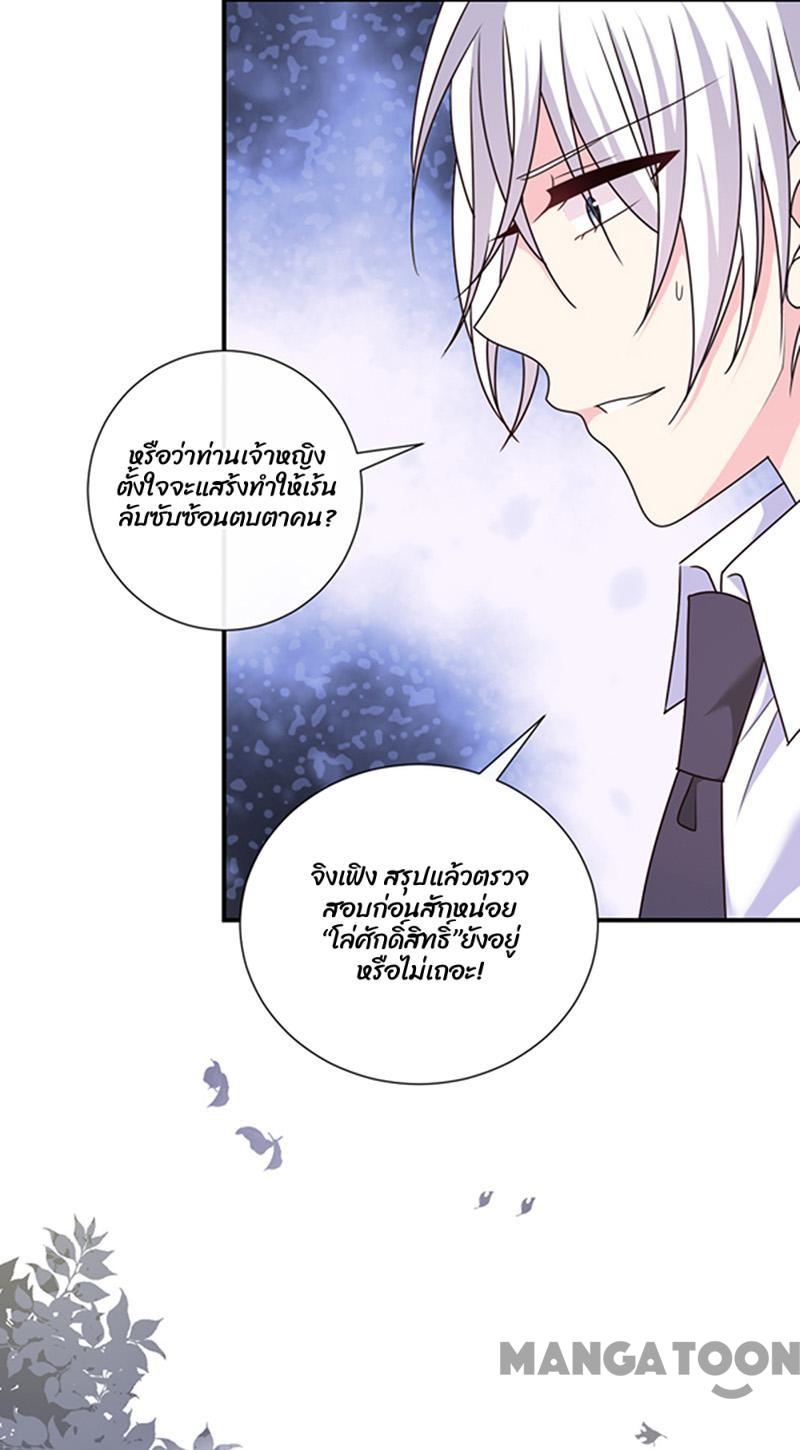 หรือว่าท่านเจ้าหญิง
ตั้งใจจะแสร้งทำให้เร้น
ลับซับซ้อนตบตาคน?
จิงเฟิง สรุปแล้วตรวจ
สอบก่อนสักหน่อย
“โล่ศักดิ์สิทธิ์”ยังอยู่
หรือไม่เถอะ!
MANGATOON